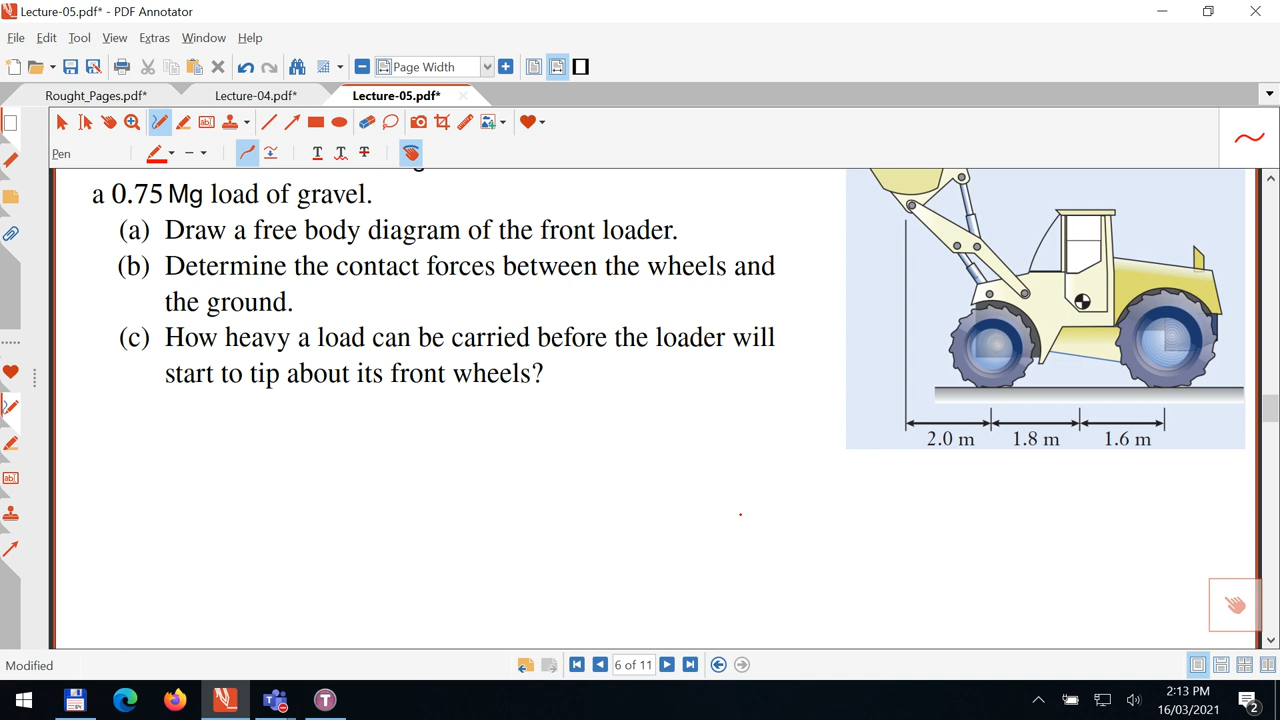 Lecture-05.pdf* - PDF Annotator
File Edit Tool View Extras Window Help
Page Width
Rought_Pages.pdf* Lecture-04.pdf* Lecture-05.pdf*
Pen
a 0.75 Mg load of gravel.
(a) Draw a free body diagram of the front loader.
(b) Determine the contact forces between the wheels and
the ground.
(c) How heavy a load can be carried before the loader will
start to tip about its front wheels?
2.0 m 1.8 m 1.6 m
6 of 11
Modified
2:13 PM
16/03/2021
2